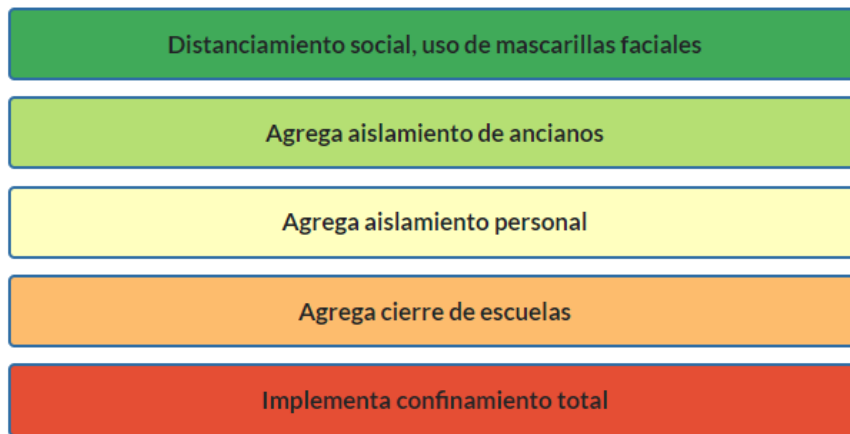 Distanciamiento social, uso de mascarillas faciales
Agrega aislamiento de ancianos
Agrega aislamiento personal
Agrega cierre de escuelas
Implementa confinamiento total